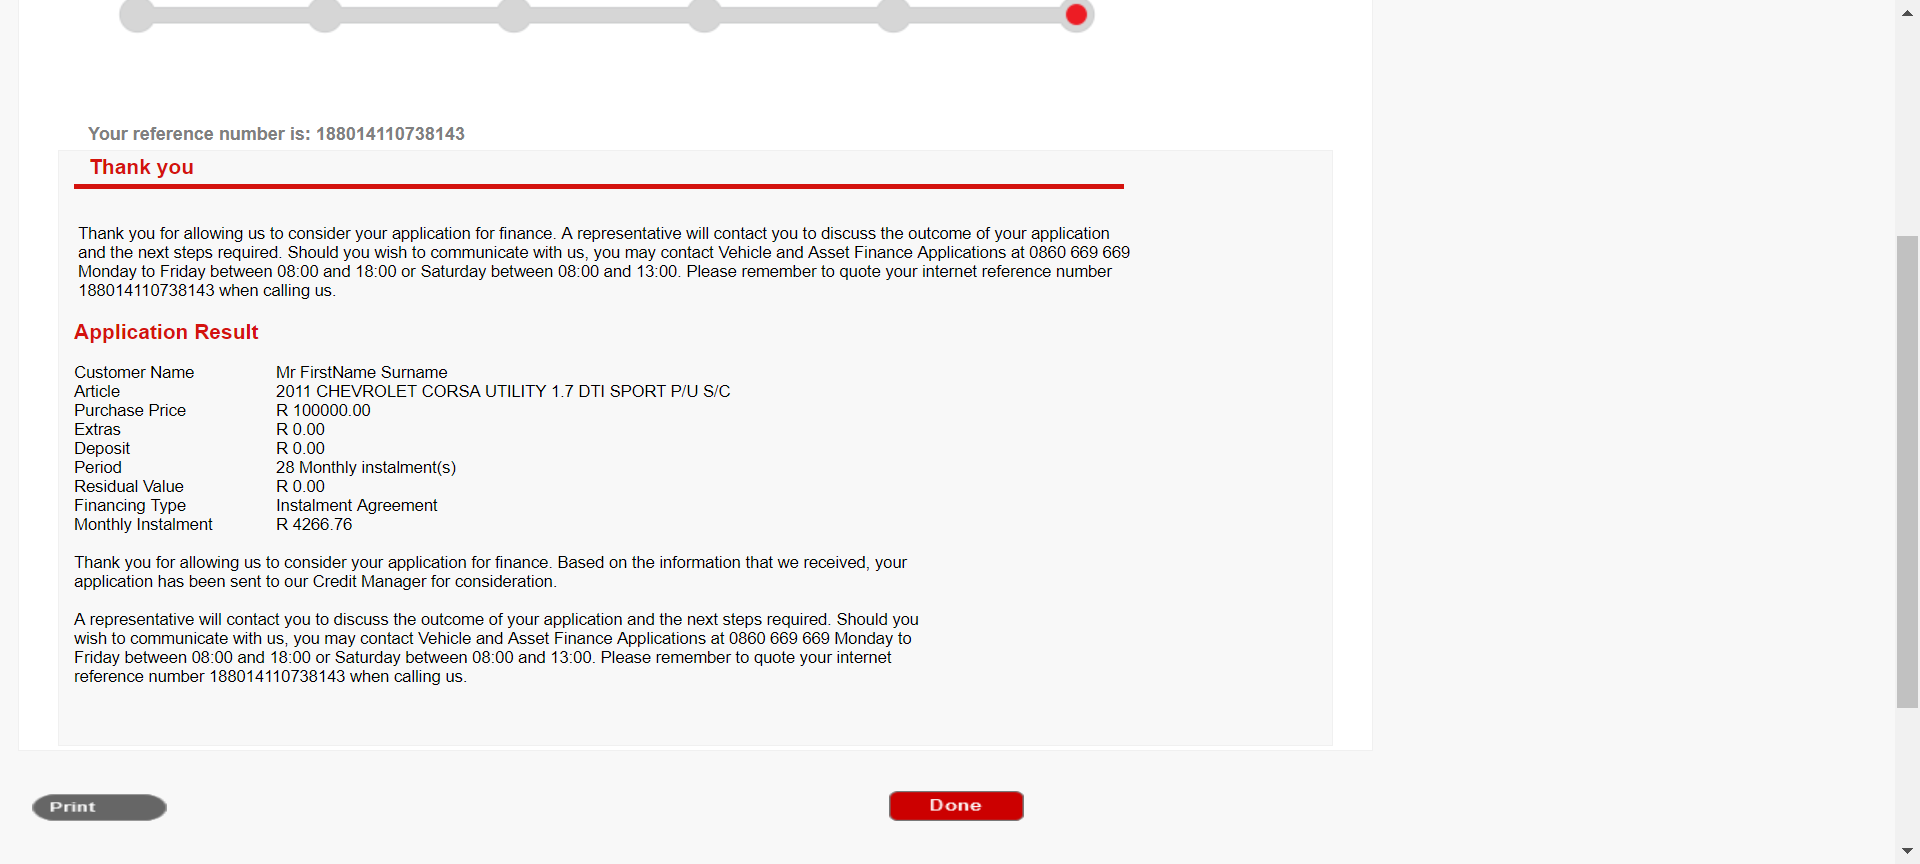 Your reference number is: 188014110738143
Thank you
Thank you for allowing us to consider your application for finance. A representative will contact you to discuss the outcome of your application
and the next steps required. Should you wish to communicate with us, you may contact Vehicle and Asset Finance Applications at 0860 669 669
Monday to Friday between 08:00 and 18:00 or Saturday between 08:00 and 13:00. Please remember to quote your internet reference number
188014110738143 when calling us.
Application Result
Customer Name Mr FirstName Surname
Article 2011 CHEVROLET CORSA UTILITY 1.7 DTI SPORT P/U S/C
Purchase Price R 100000.00
Extras R 0.00
Deposit R 0.00
Period 28 Monthly instalment(s)
Residual Value R 0.00
Financing Type Instalment Agreement
Monthly Instalment R 4266.76
Thank you for allowing us to consider your application for finance. Based on the information that we received, your
application has been sent to our Credit Manager for consideration.
A representative will contact you to discuss the outcome of your application and the next steps required. Should you
wish to communicate with us, you may contact Vehicle and Asset Finance Applications at 0860 669 669 Monday to
Friday between 08:00 and 18:00 or Saturday between 08:00 and 13:00. Please remember to quote your internet
reference number 188014110738143 when calling us.
Print Done